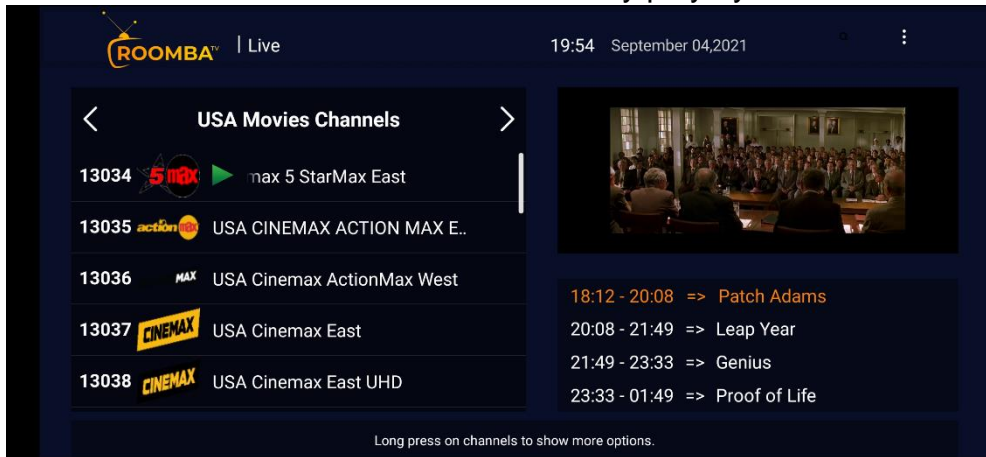 ROOMBA TV | Live
19:54 September 04,2021
USA Movies Channels
13034 5 max max 5 StarMax East
13035 action max USA CINEMAX ACTION MAX E..
13036 MAX USA Cinemax ActionMax West
13037 CINEMAX USA Cinemax East
13038 CINEMAX USA Cinemax East UHD
18:12 - 20:08 => Patch Adams
20:08 - 21:49 => Leap Year
21:49 - 23:33 => Genius
23:33 - 01:49 => Proof of Life
Long press on channels to show more options.